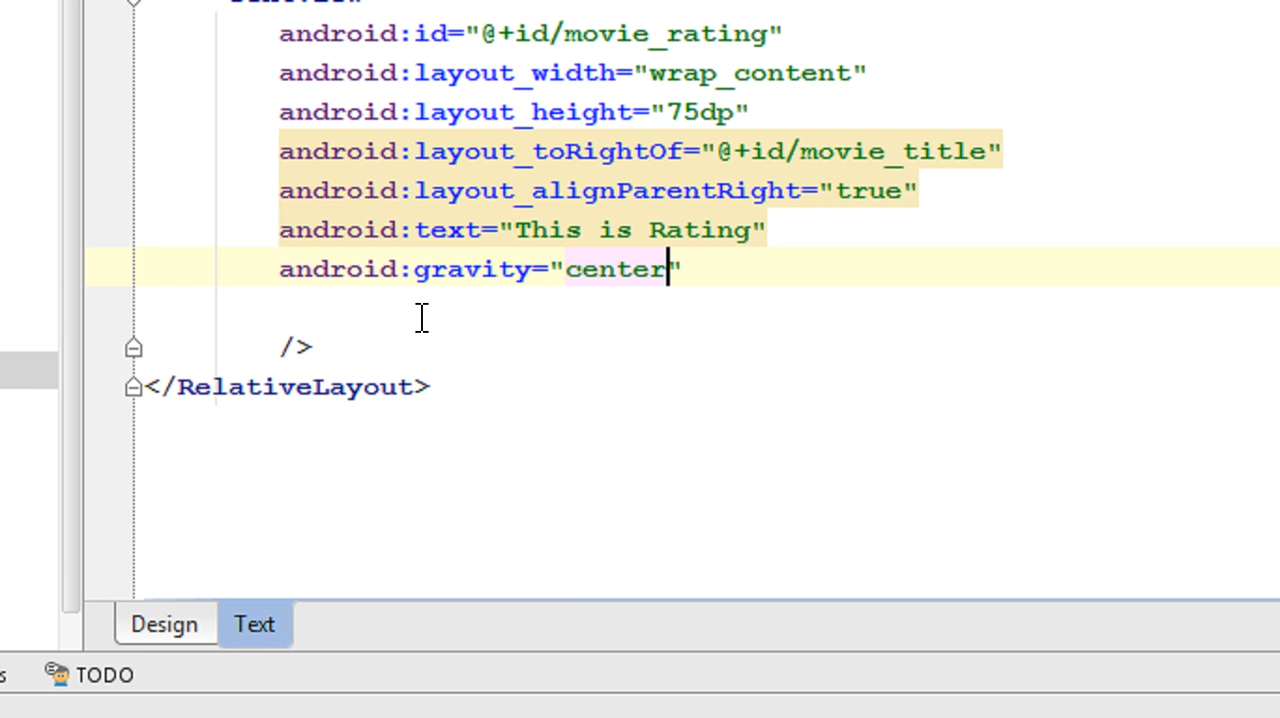 android:id="@+id/movie_rating"
android:layout_width="wrap_content"
android:layout_height="75dp"
android:layout_toRightOf="@+id/movie_title"
android:layout_alignParentRight="true"
android:text="This is Rating"
android:gravity="center"
/>
</RelativeLayout>
Design Text
s TODO